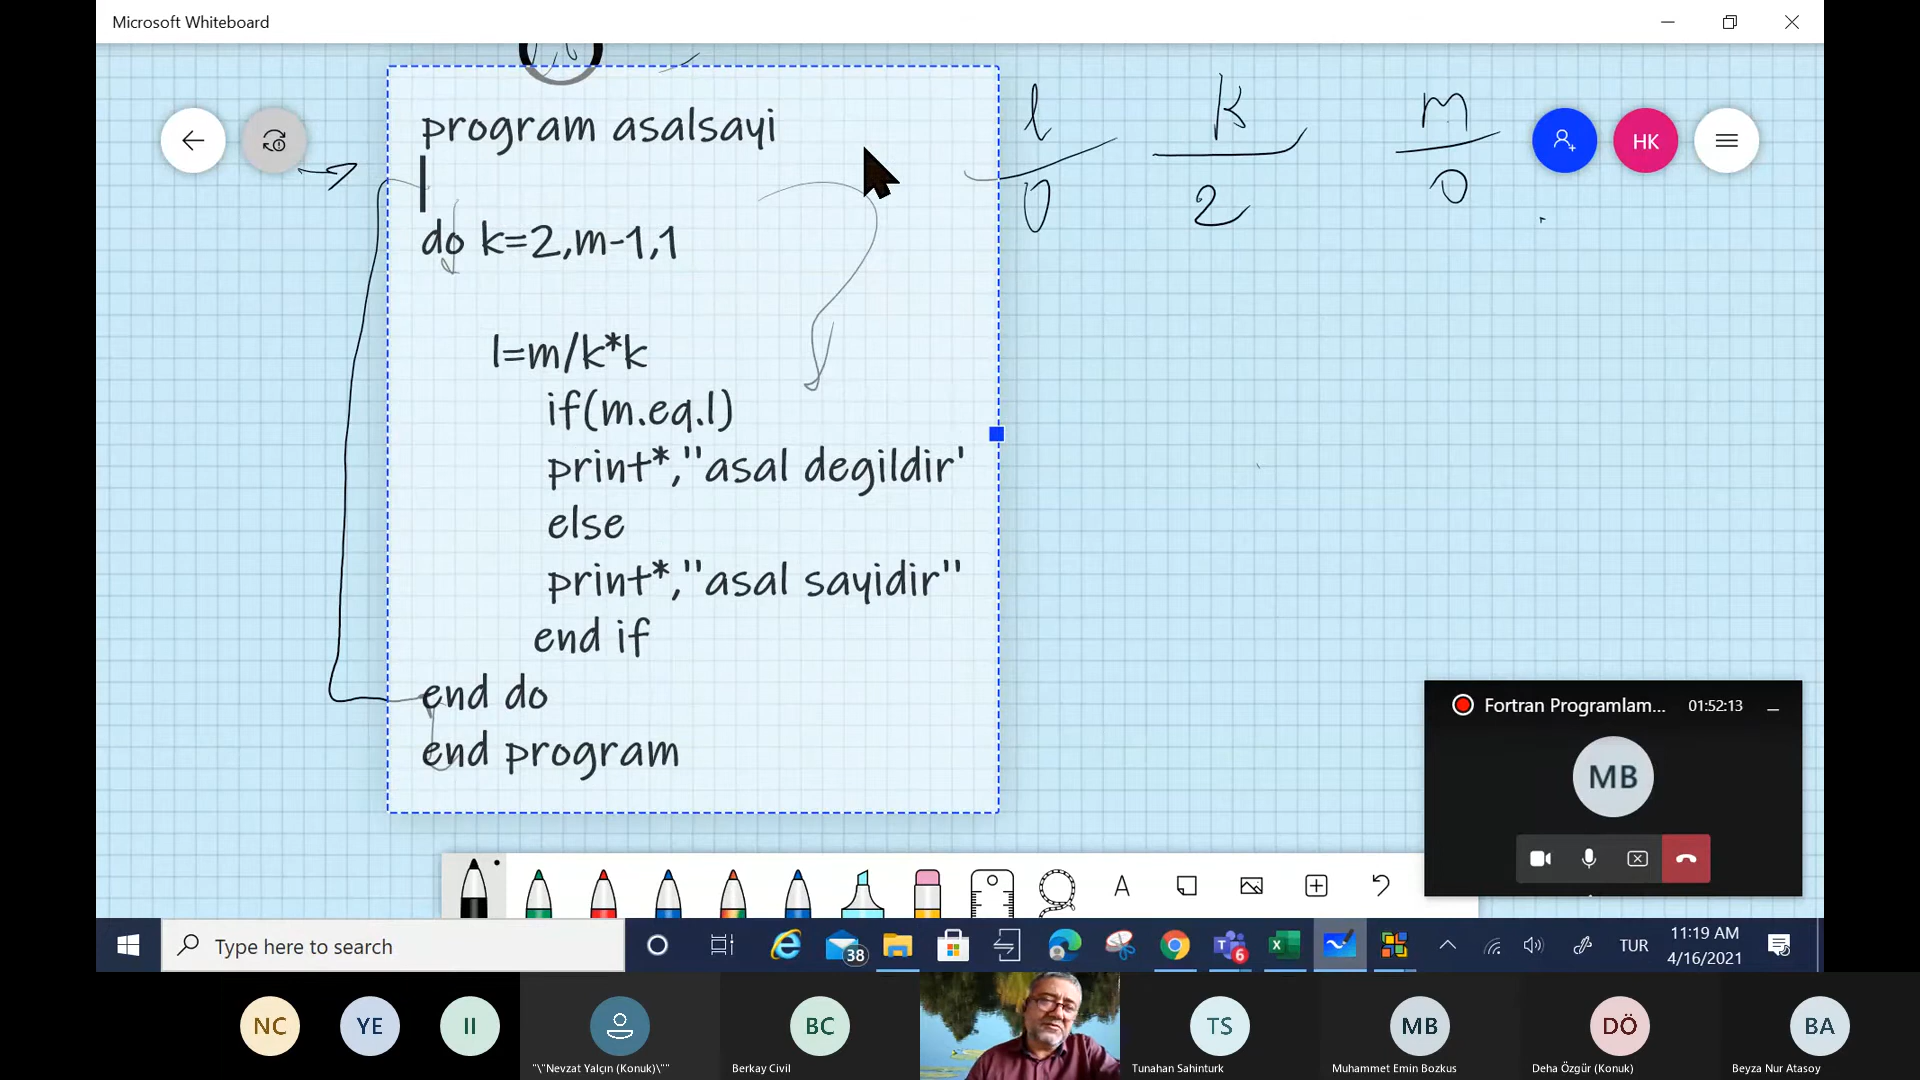 Microsoft Whiteboard
program asalsayi
do k=2,m-1,1
l=m/k*k
if(m.eq.l)
print*,"asal degildir'
else
print*,"asal sayidir"
end if
end do
end program
l k m
0 2 0
HK
Fortran Programlam... 01:52:13
MB
A
Type here to search
38
6
TUR
11:19 AM
4/16/2021
NC
YE
II
"\"Nevzat Yalçın (Konuk)\""
BC
Berkay Civil
TS
Tunahan Sahinturk
MB
Muhammet Emin Bozkus
DÖ
Deha Özgür (Konuk)
BA
Beyza Nur Atasoy